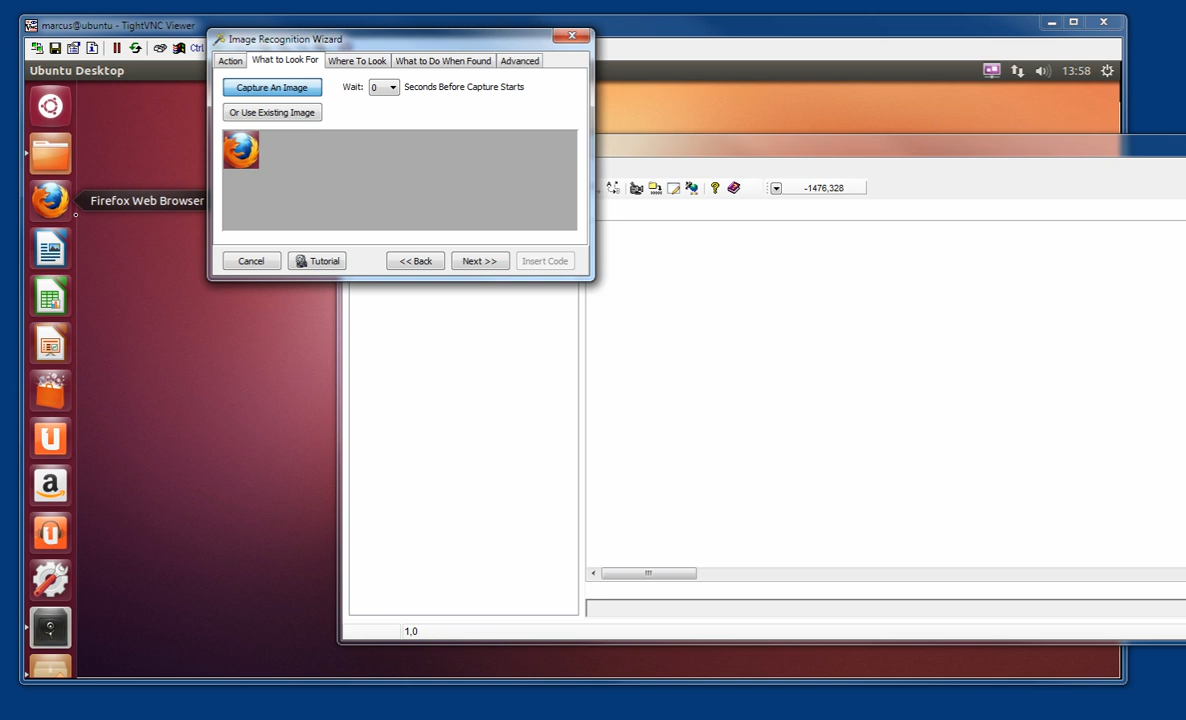 marcus@ubuntu - TightVNC Viewer
Image Recognition Wizard
Ctrl
Action
What to Look For
Where To Look
What to Do When Found
Advanced
Ubuntu Desktop
13:58
Capture An Image
Wait:
0
Seconds Before Capture Starts
Or Use Existing Image
Firefox Web Browser
-1476,328
Cancel
Tutorial
<< Back
Next >>
Insert Code
1,0